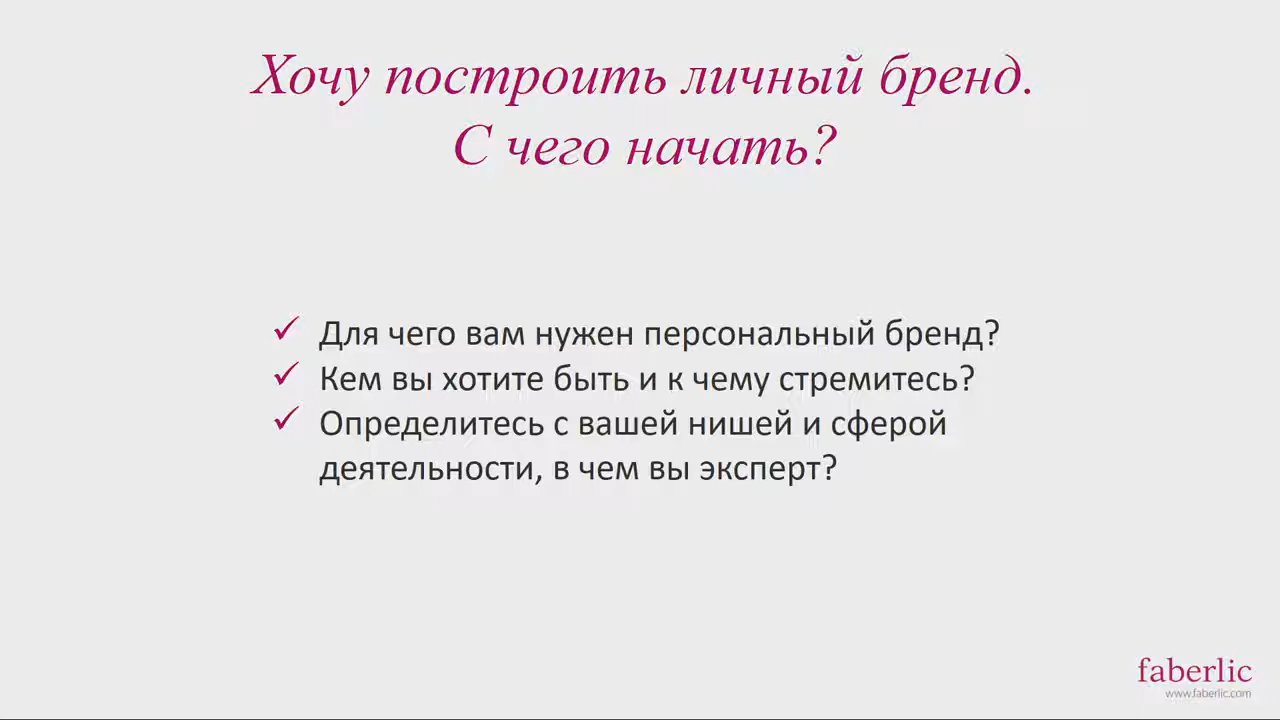 Хочу построить личный бренд.
С чего начать?
✓ Для чего вам нужен персональный бренд?
✓ Кем вы хотите быть и к чему стремитесь?
✓ Определитесь с вашей нишей и сферой
деятельности, в чем вы эксперт?
faberlic
www.faberlic.com